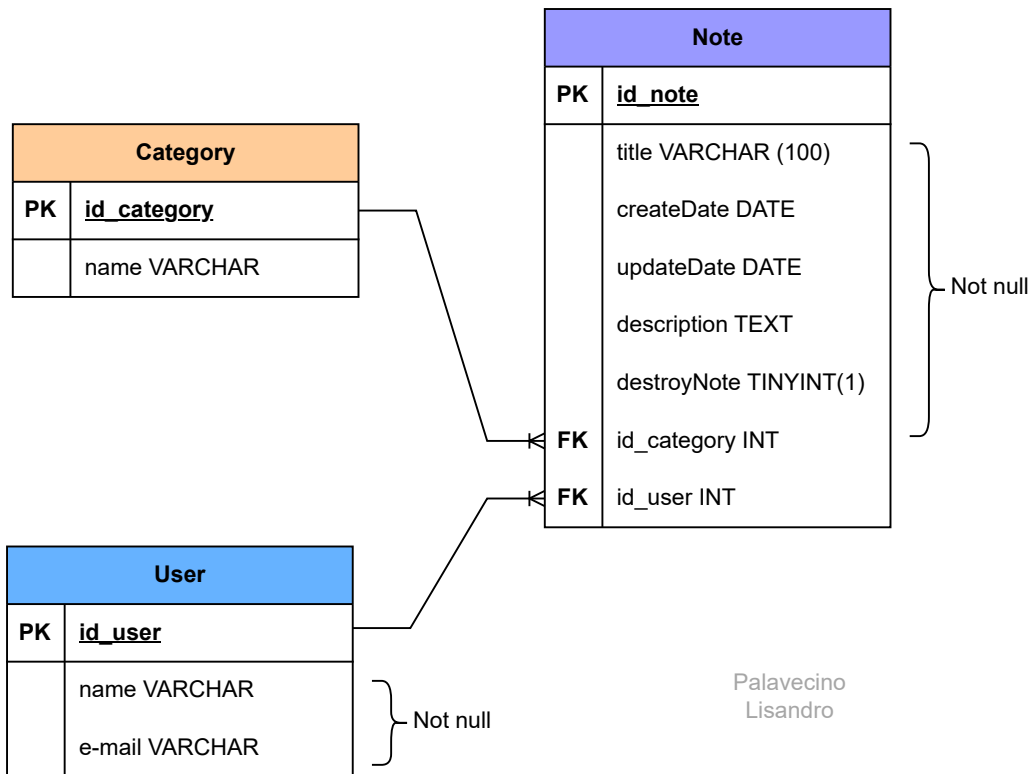 Note
PK id_note
title VARCHAR (100)
createDate DATE
updateDate DATE
description TEXT
destroyNote TINYINT(1)
FK id_category INT
FK id_user INT
Not null
Category
PK id_category
name VARCHAR
User
PK id_user
name VARCHAR
e-mail VARCHAR
Not null
Palavecino
Lisandro